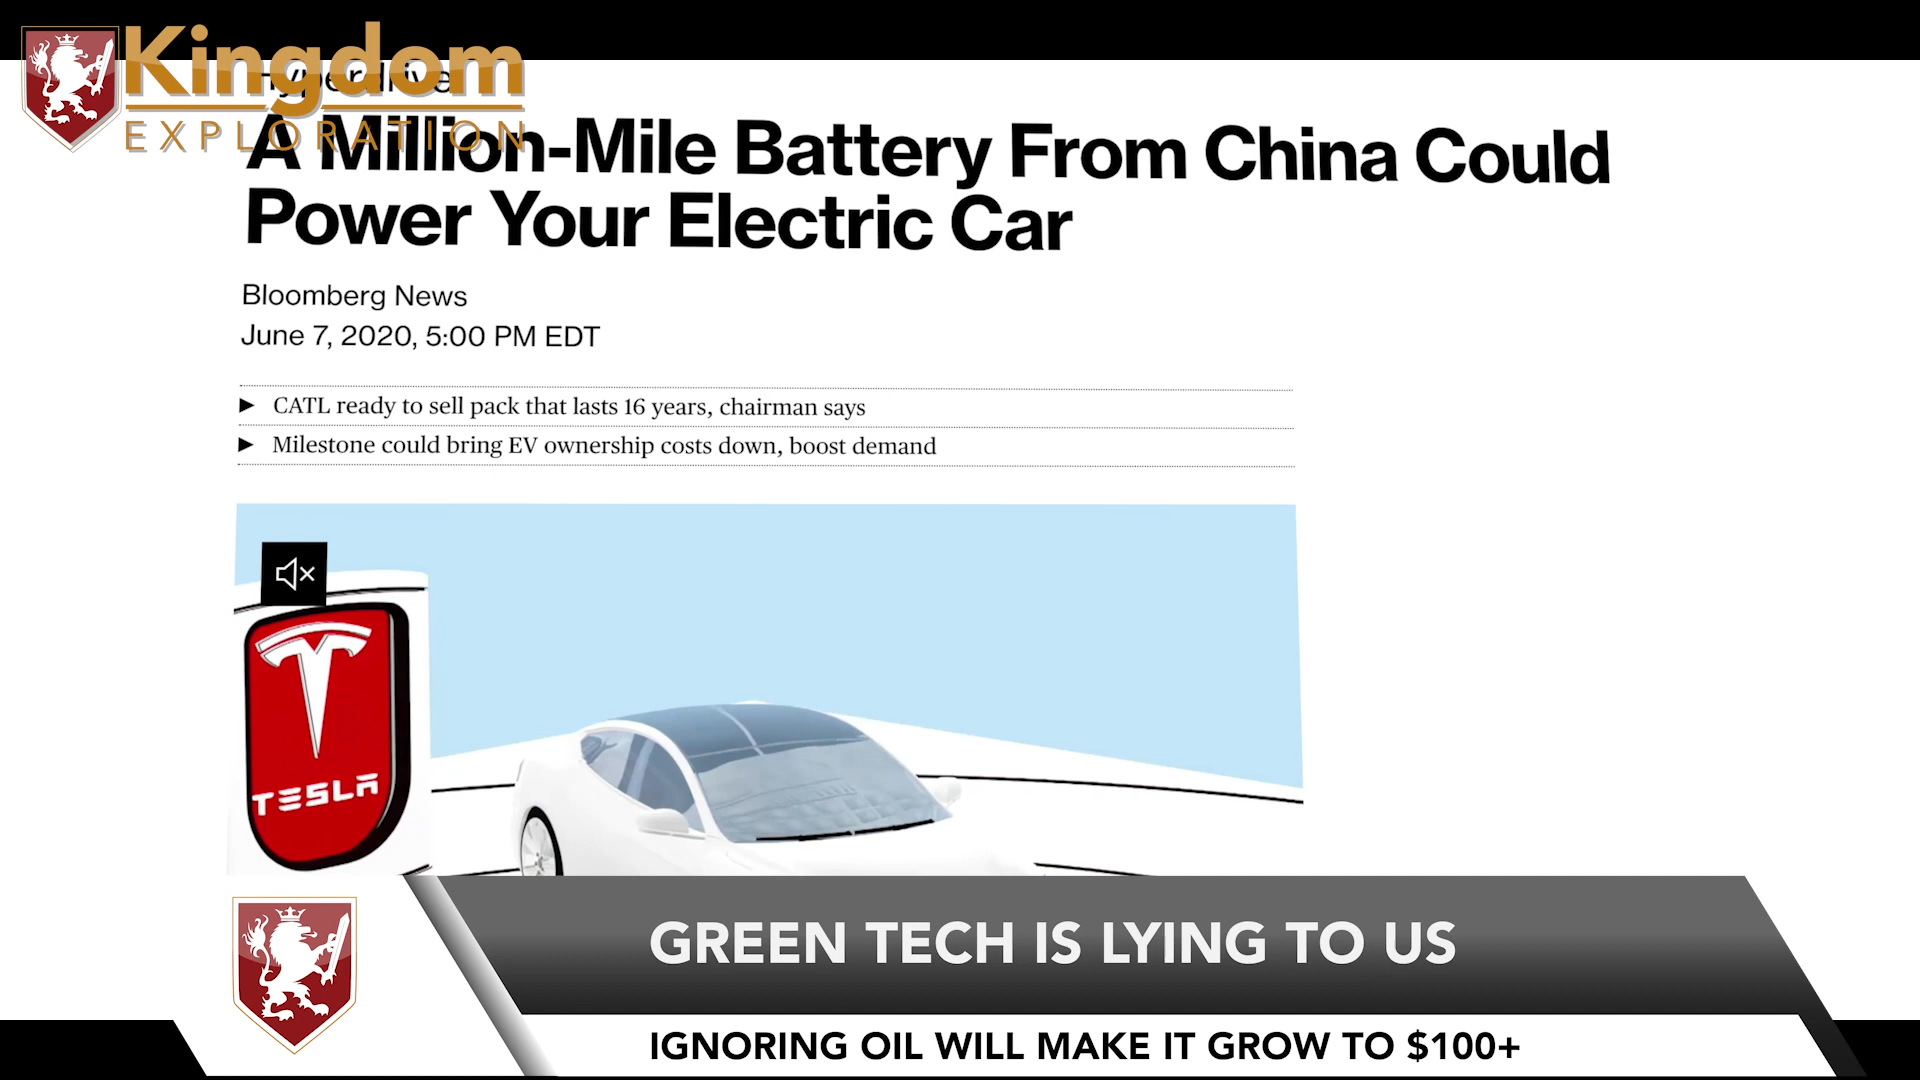 Kingdom
EXPLORATION
Hyperdrive
A Million-Mile Battery From China Could
Power Your Electric Car
Bloomberg News
June 7, 2020, 5:00 PM EDT
CATL ready to sell pack that lasts 16 years, chairman says
Milestone could bring EV ownership costs down, boost demand
TESLA
GREEN TECH IS LYING TO US
IGNORING OIL WILL MAKE IT GROW TO $100+